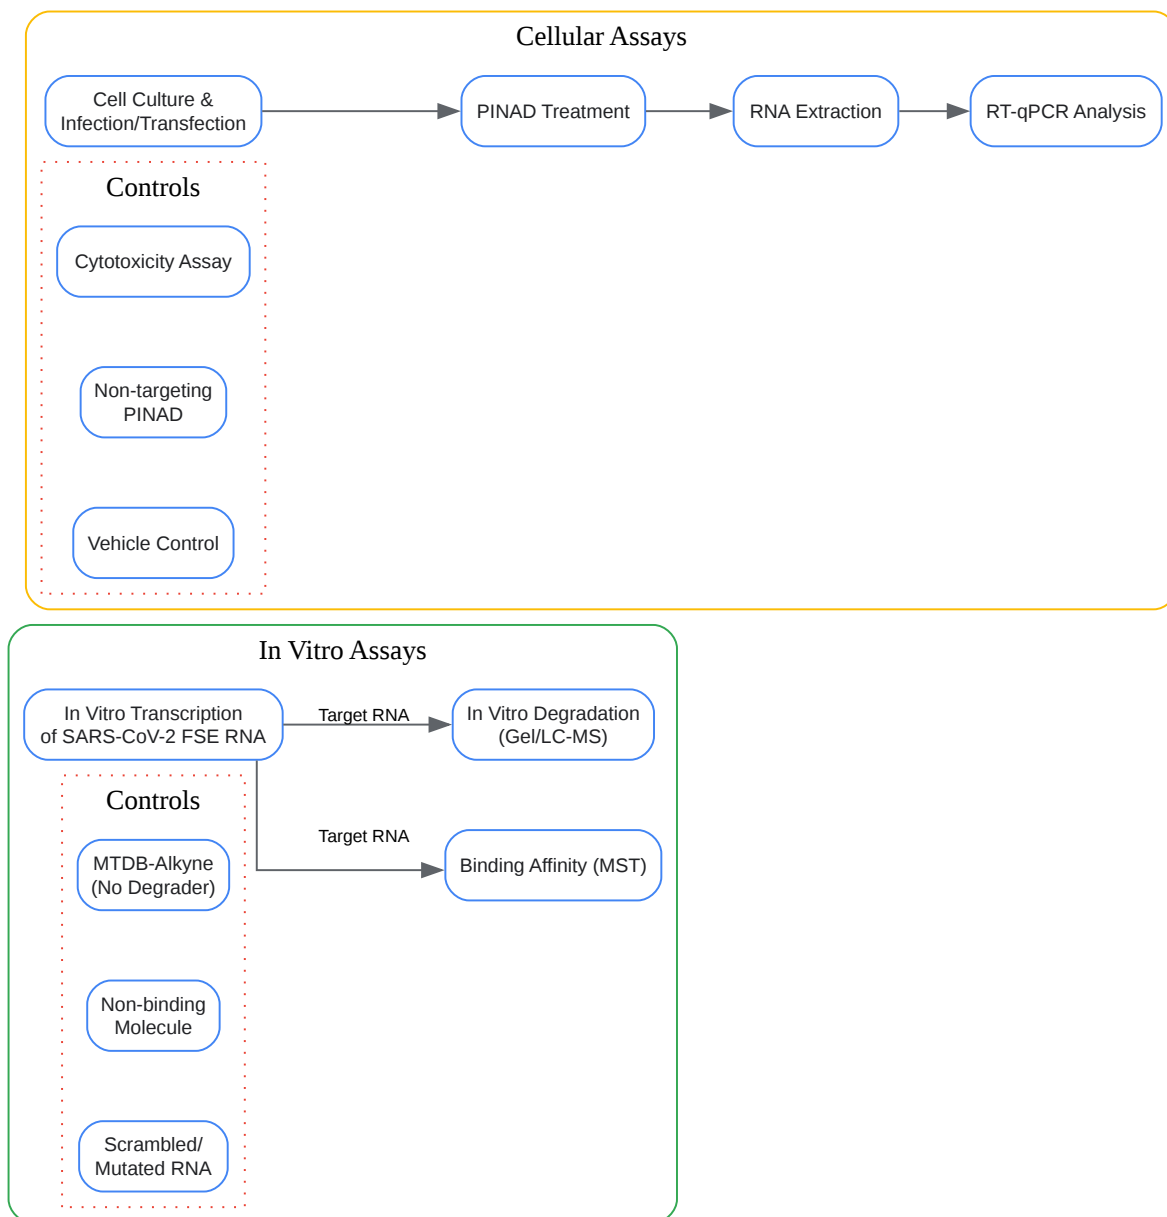 Cellular Assays
Cell Culture &
Infection/Transfection
PINAD Treatment
RNA Extraction
RT-qPCR Analysis
Controls
Cytotoxicity Assay
Non-targeting
PINAD
Vehicle Control
In Vitro Assays
In Vitro Transcription
of SARS-CoV-2 FSE RNA
Target RNA
In Vitro Degradation
(Gel/LC-MS)
Controls
Target RNA
Binding Affinity (MST)
MTDB-Alkyne
(No Degrader)
Non-binding
Molecule
Scrambled/
Mutated RNA